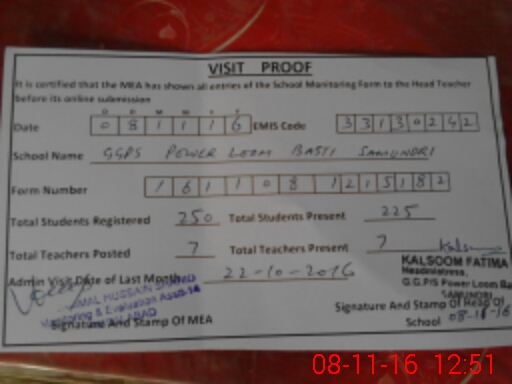 VISIT PROOF
It is certified that the MEA has shown all entries of the School Monitoring Form to the Head Teacher
before its online submission
D D M M Y Y
Date 0 8 1 1 1 6 EMIS Code 3 3 1 3 0 2 4 2
School Name GGPS POWER LOOM BASTI SAMUNDRI
Form Number 1 6 1 1 0 8 1 2 1 5 1 8 2
Total Students Registered 250 Total Students Present 225
Total Teachers Posted 7 Total Teachers Present 7
Admin Visit Date of Last Month 22-10-2016
KALSOOM FATIMA
Headmistress,
G.G.P/S Power Loom Ba
SAMUNDRI
HUSSAIN
Monitoring & Evaluation
Signature And Stamp Of MEA
Signature And Stamp Of Head Of
School 08-11-16
08-11-16 12:51